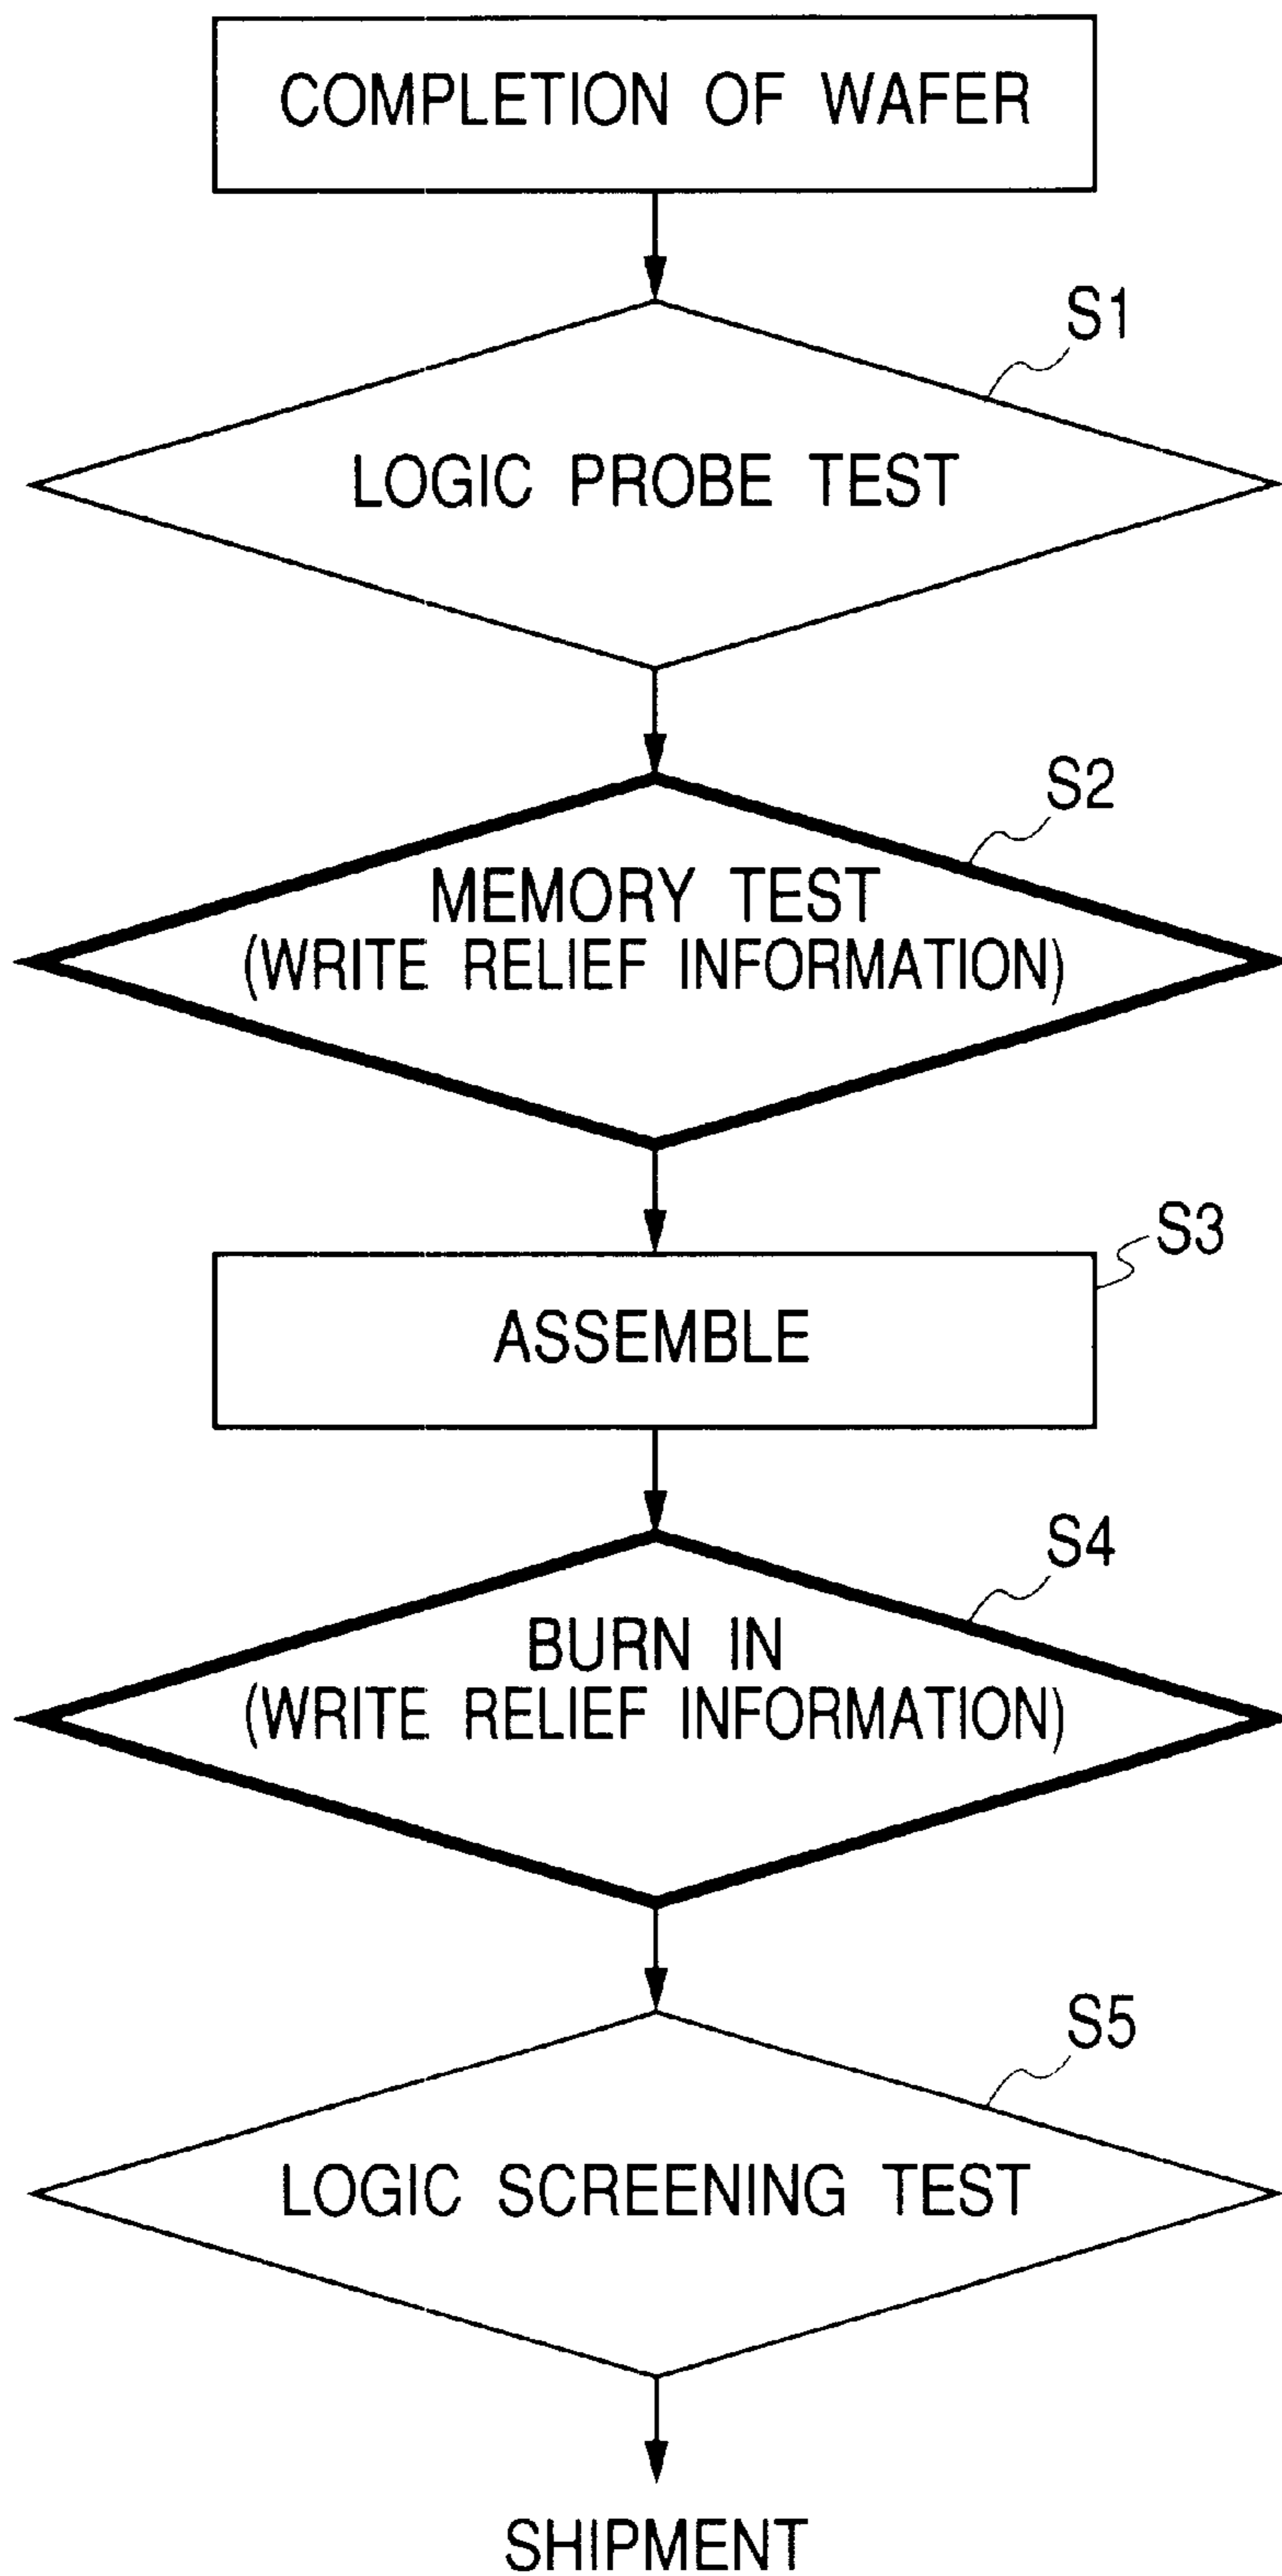 COMPLETION OF WAFER
S1
LOGIC PROBE TEST
S2
MEMORY TEST
(WRITE RELIEF INFORMATION)
S3
ASSEMBLE
S4
BURN IN
(WRITE RELIEF INFORMATION)
S5
LOGIC SCREENING TEST
SHIPMENT